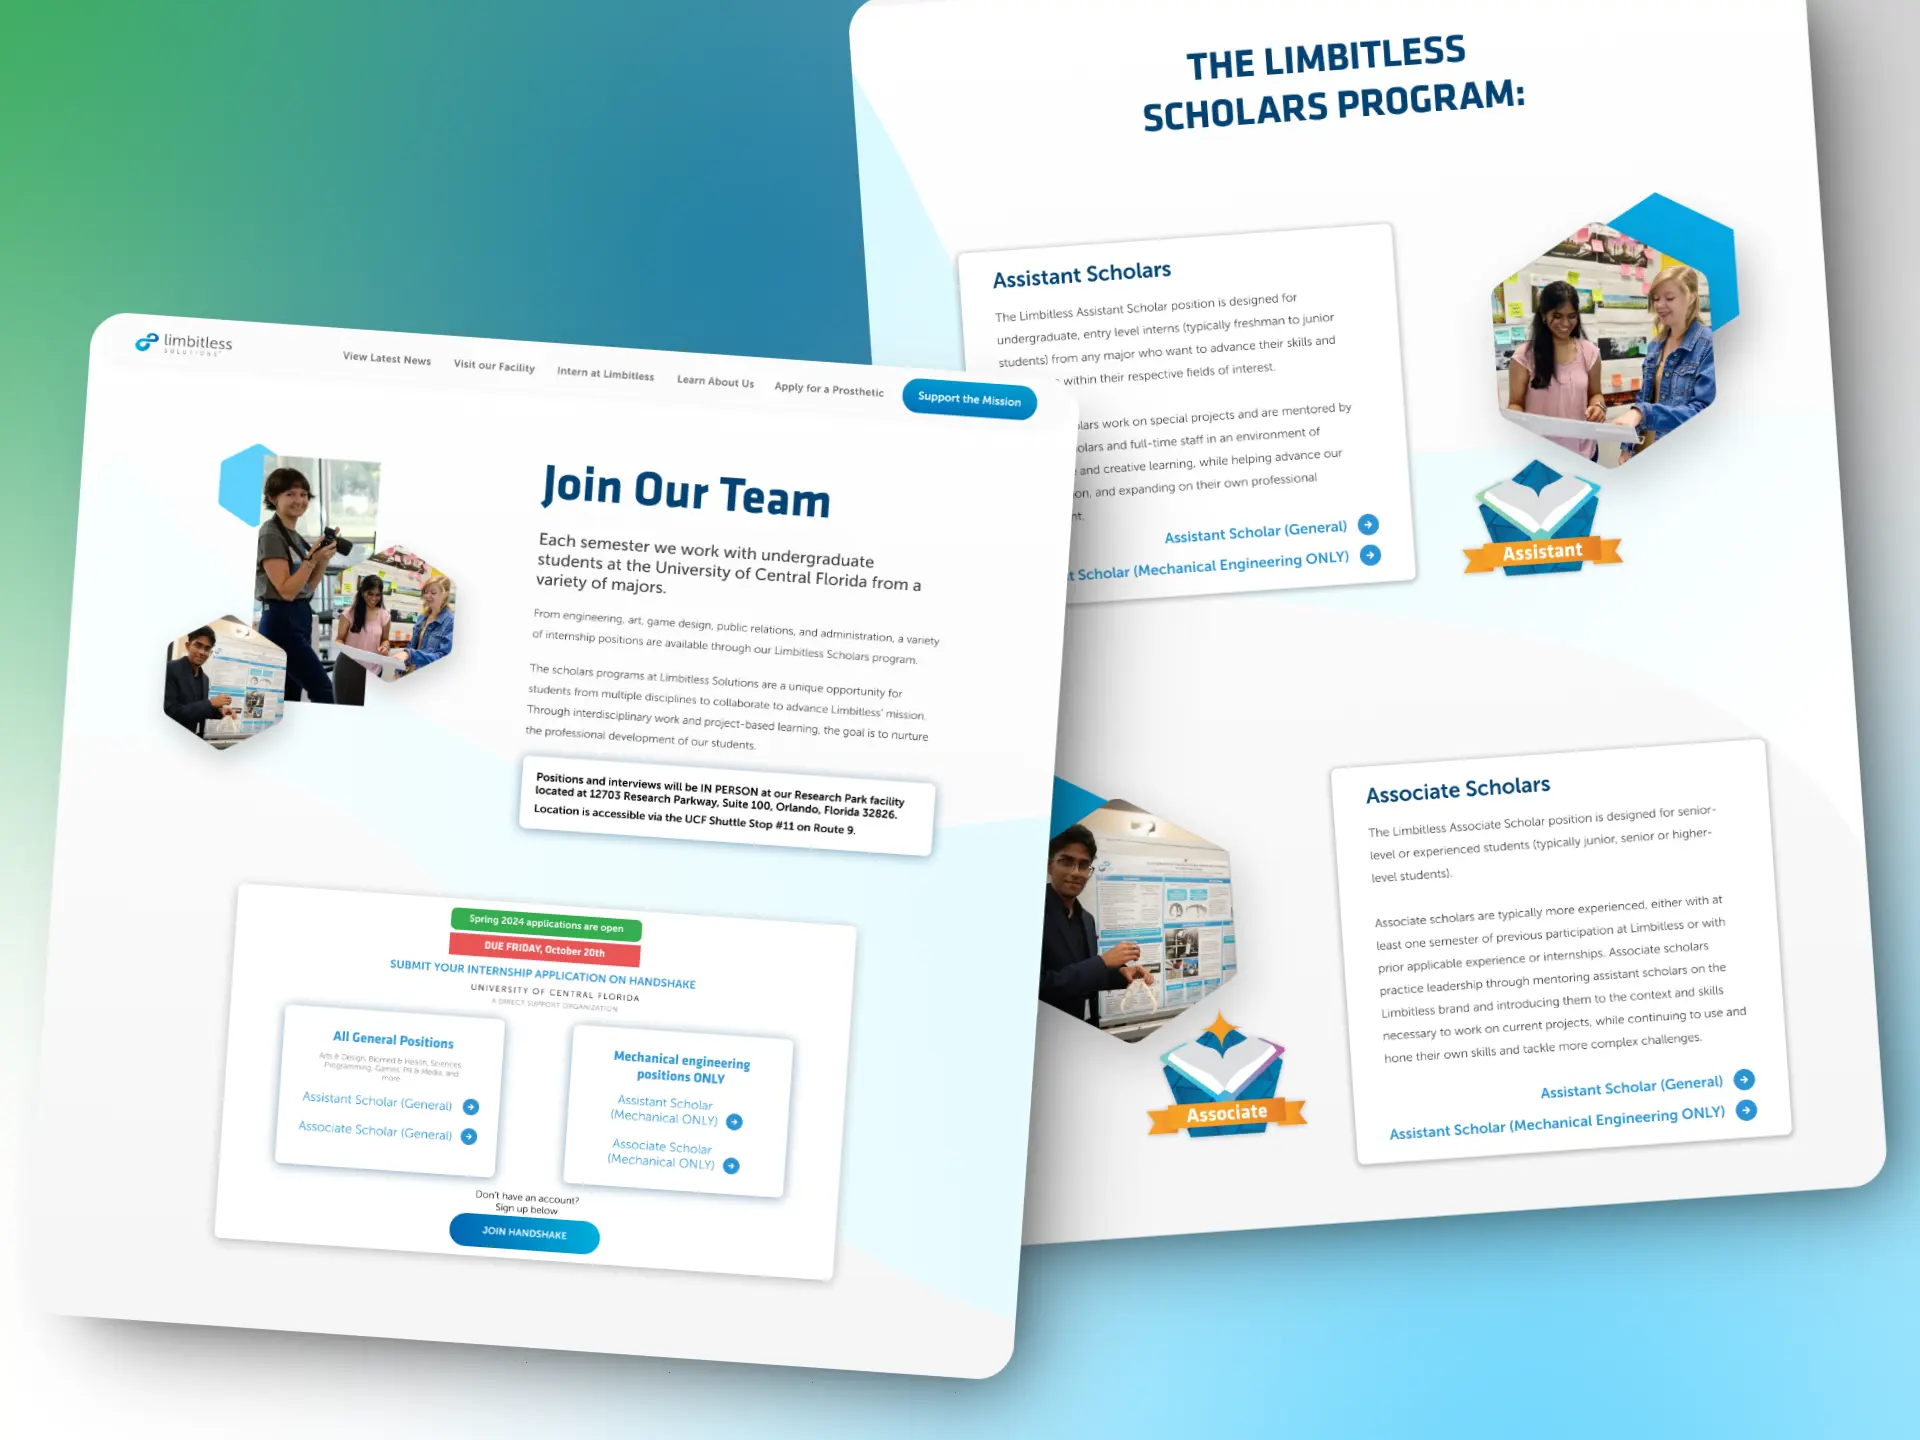 limbitless
SOLUTIONS
View Latest News
Visit our Facility
Intern at Limbitless
Learn About Us
Apply for a Prosthetic
Support the Mission
Join Our Team
Each semester we work with undergraduate
students at the University of Central Florida from a
variety of majors.
From engineering, art, game design, public relations, and administration, a variety
of internship positions are available through our Limbitless Scholars program.
The scholars programs at Limbitless Solutions are a unique opportunity for
students from multiple disciplines to collaborate to advance Limbitless' mission.
Through interdisciplinary work and project-based learning, the goal is to nurture
the professional development of our students.
Positions and interviews will be IN PERSON at our Research Park facility
located at 12703 Research Parkway, Suite 100, Orlando, Florida 32826.
Location is accessible via the UCF Shuttle Stop #11 on Route 9.
Spring 2024 applications are open
DUE FRIDAY, October 20th
SUBMIT YOUR INTERNSHIP APPLICATION ON HANDSHAKE
UNIVERSITY OF CENTRAL FLORIDA
A DIRECT SUPPORT ORGANIZATION
All General Positions
Arts & Design, Biomed & Health, Sciences
Programming, Games, PR & Media, and
more
Assistant Scholar (General)
Associate Scholar (General)
Mechanical engineering
positions ONLY
Assistant Scholar
(Mechanical ONLY)
Associate Scholar
(Mechanical ONLY)
Don't have an account?
Sign up below
JOIN HANDSHAKE
THE LIMBITLESS
SCHOLARS PROGRAM:
Assistant Scholars
The Limbitless Assistant Scholar position is designed for
undergraduate, entry level interns (typically freshman to junior
students) from any major who want to advance their skills and
within their respective fields of interest.
lars work on special projects and are mentored by
olars and full-time staff in an environment of
and creative learning, while helping advance our
on, and expanding on their own professional
nt.
Assistant Scholar (General)
t Scholar (Mechanical Engineering ONLY)
Assistant
Associate Scholars
The Limbitless Associate Scholar position is designed for senior-
level or experienced students (typically junior, senior or higher-
level students).
Associate scholars are typically more experienced, either with at
least one semester of previous participation at Limbitless or with
prior applicable experience or internships. Associate scholars
practice leadership through mentoring assistant scholars on the
Limbitless brand and introducing them to the context and skills
necessary to work on current projects, while continuing to use and
hone their own skills and tackle more complex challenges.
Assistant Scholar (General)
Assistant Scholar (Mechanical Engineering ONLY)
Associate